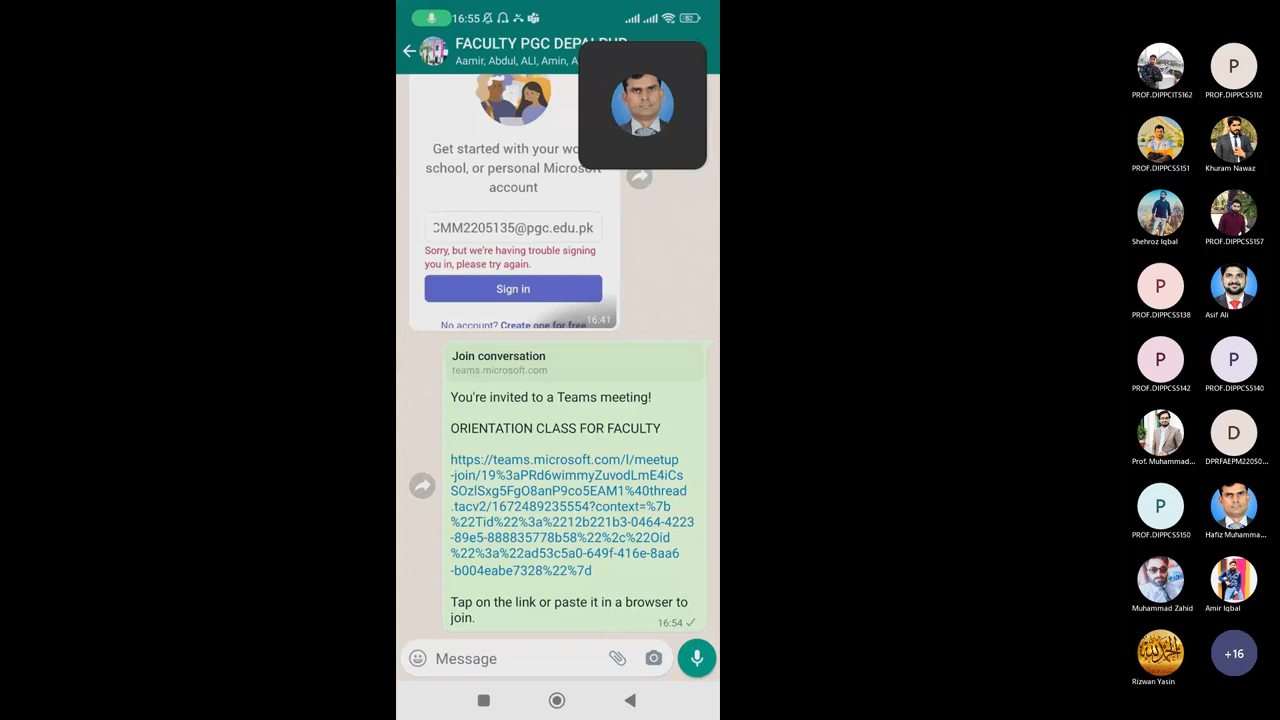 16:55
52
FACULTY PGC DEPALPUR
Aamir, Abdul, ALI, Amin, A
Get started with your wo
school, or personal Microsoft
account
CMM2205135@pgc.edu.pk
Sorry, but we're having trouble signing
you in, please try again.
Sign in
16:41
No account? Create one for free
Join conversation
teams.microsoft.com
You're invited to a Teams meeting!
ORIENTATION CLASS FOR FACULTY
https://teams.microsoft.com/l/meetup
-join/19%3aPRd6wimmyZuvodLmE4iCs
SOzlSxg5FgO8anP9co5EAM1%40thread
.tacv2/1672489235554?context=%7b
%22Tid%22%3a%2212b221b3-0464-4223
-89e5-888835778b58%22%2c%22Oid
%22%3a%22ad53c5a0-649f-416e-8aa6
-b004eabe7328%22%7d
Tap on the link or paste it in a browser to
join.
16:54
Message
PROF.DIPPCIT5162
P
PROF.DIPPCS5112
PROF.DIPPCS5151
Khuram Nawaz
Shehroz Iqbal
PROF.DIPPCS5157
P
PROF.DIPPCS5138
Asif Ali
P
PROF.DIPPCS5142
P
PROF.DIPPCS5140
Prof. Muhammad...
D
DPRFAEPM22050...
P
PROF.DIPPCS5150
Hafiz Muhamma...
Muhammad Zahid
Amir Iqbal
Rizwan Yasin
+16